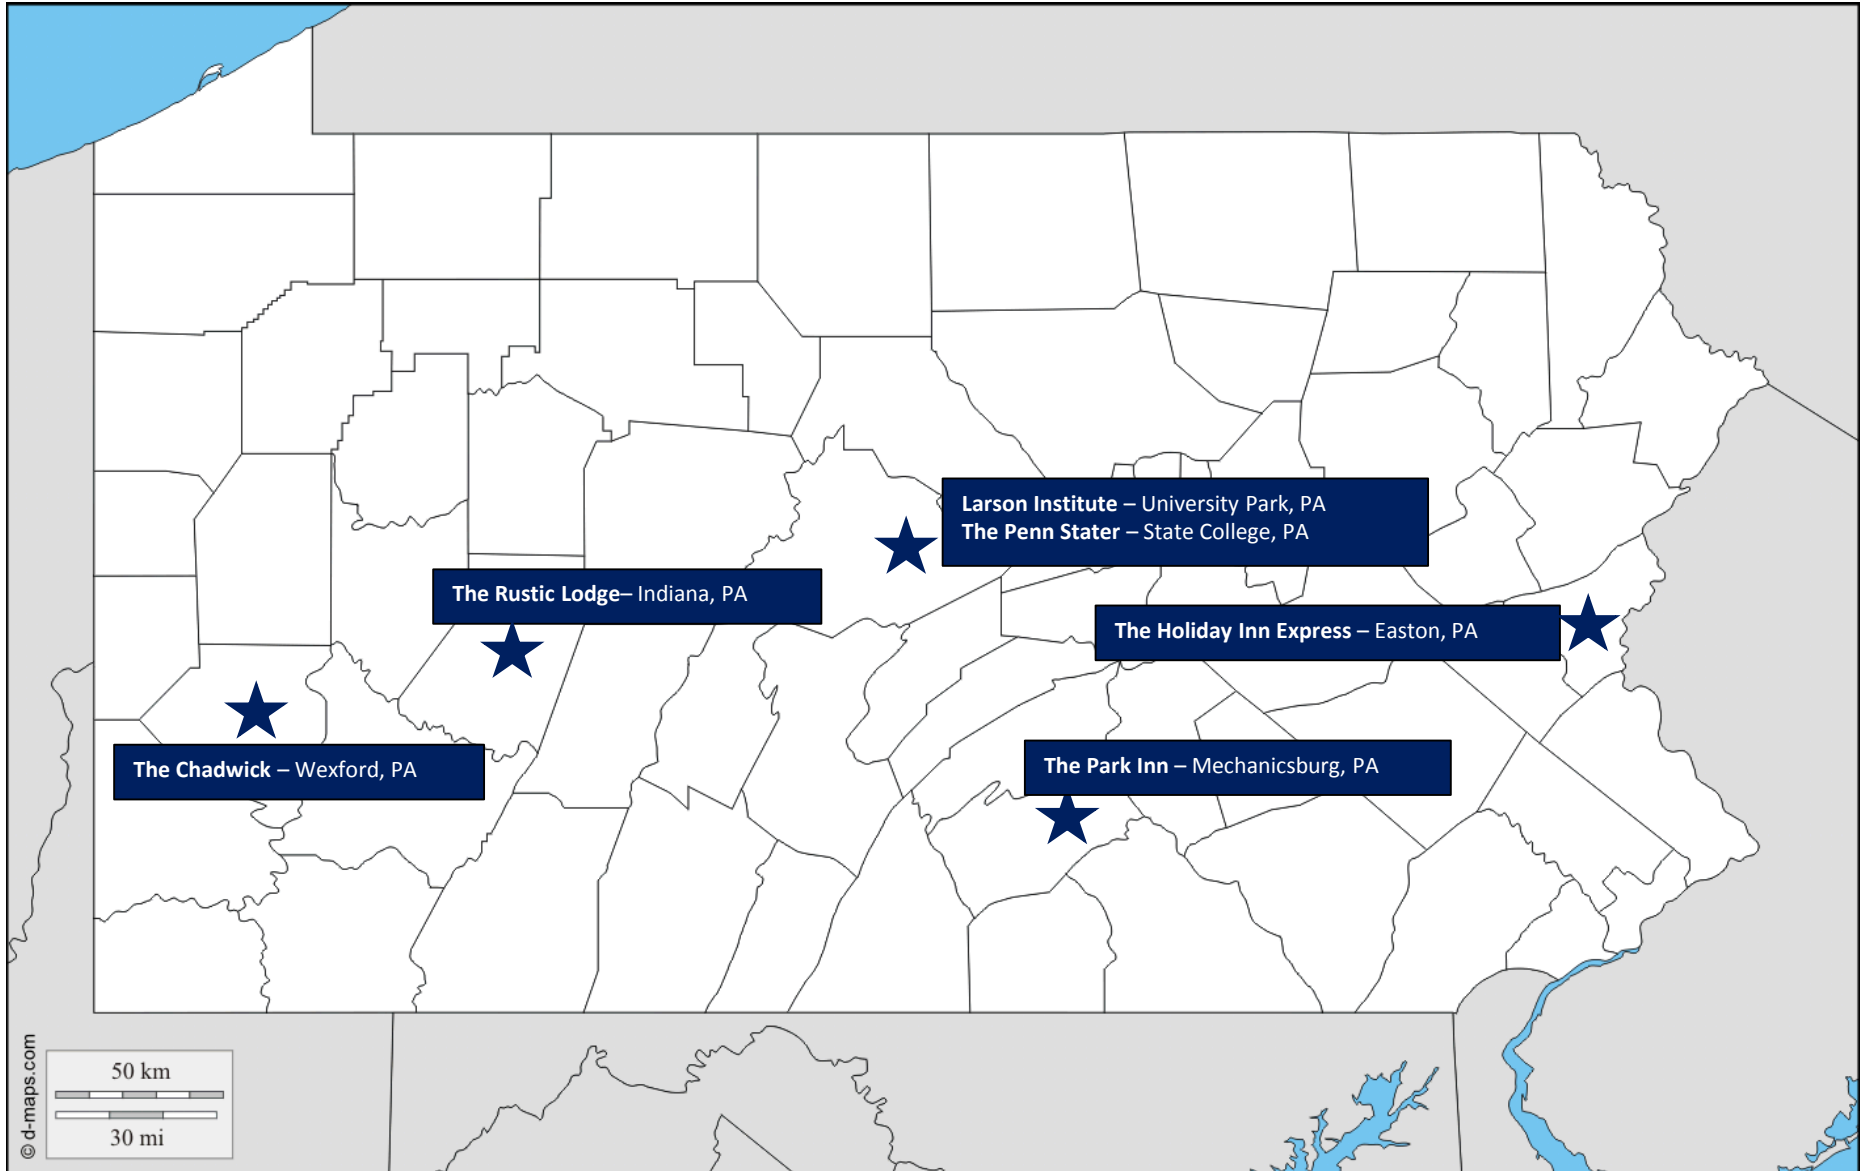 Larson Institute – University Park, PA
The Penn Stater – State College, PA
The Rustic Lodge– Indiana, PA
The Holiday Inn Express – Easton, PA
The Chadwick – Wexford, PA
The Park Inn – Mechanicsburg, PA
50 km
30 mi
© d-maps.com